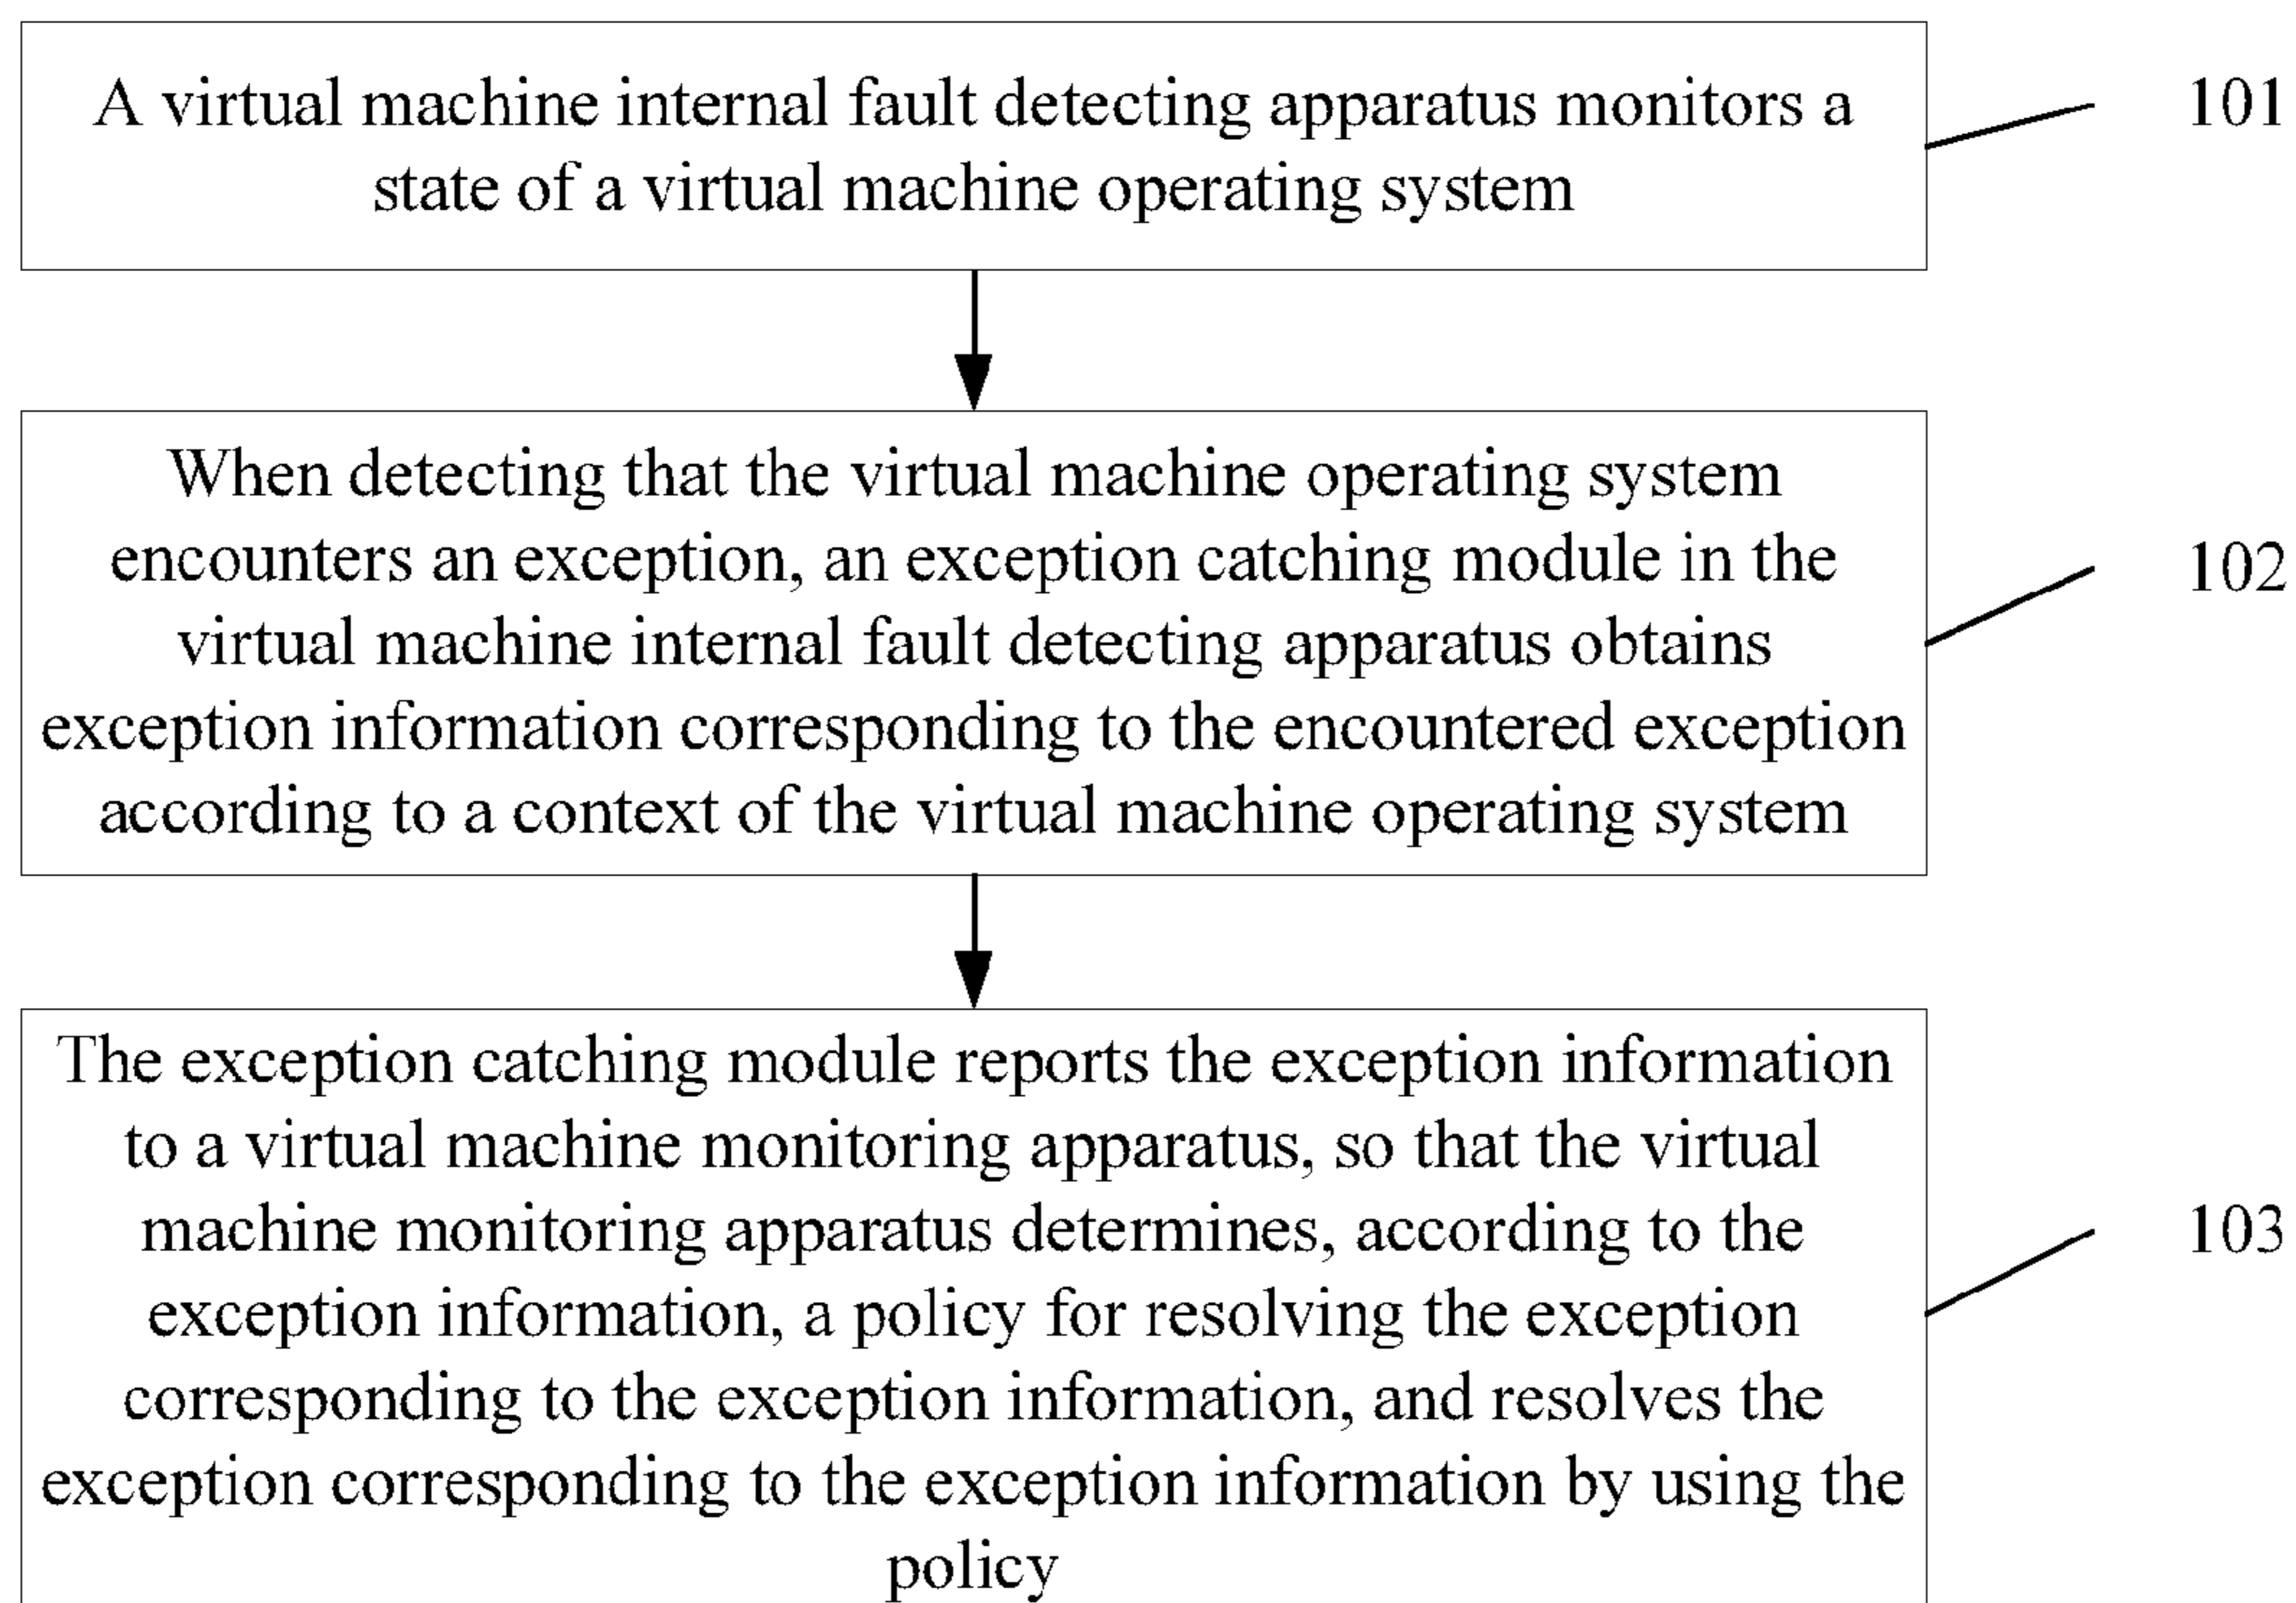 A virtual machine internal fault detecting apparatus monitors a
state of a virtual machine operating system
101
When detecting that the virtual machine operating system
encounters an exception, an exception catching module in the
virtual machine internal fault detecting apparatus obtains
exception information corresponding to the encountered exception
according to a context of the virtual machine operating system
102
The exception catching module reports the exception information
to a virtual machine monitoring apparatus, so that the virtual
machine monitoring apparatus determines, according to the
exception information, a policy for resolving the exception
corresponding to the exception information, and resolves the
exception corresponding to the exception information by using the
policy
103